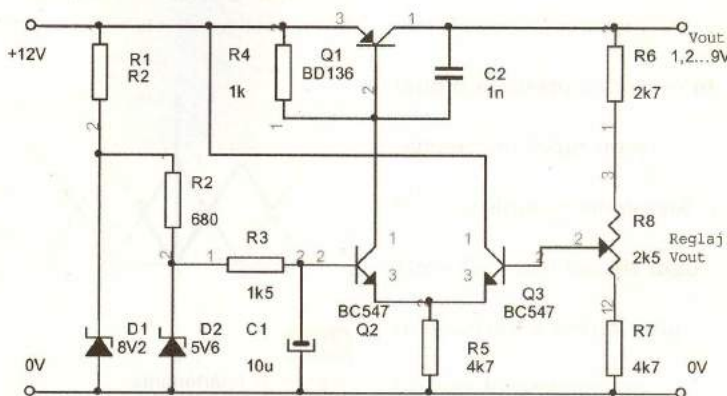 3
1
+12V
R1
R2
R4
1k
Q1
BD136
2
C2
1n
Vout
1,2...9V
R6
2k7
2
1
1
3
R2
680
R8
Reglaj
2k5
Vout
R3
1k5
2
1
2
2
1
3
1
3
2
2
BC547
Q2
Q3
BC547
D1
8V2
D2
5V6
C1
10u
R5
4k7
12
R7
4k7
0V
0V